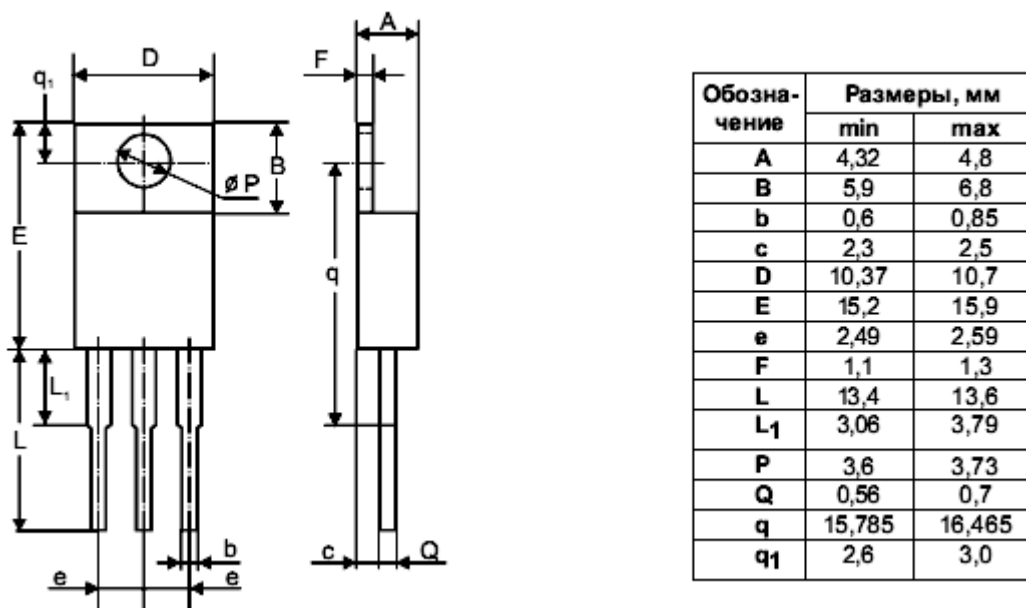 A
D
F
q₁
B
ø P
E
q
L₁
L
b
c
Q
e
e
Обозна-
чение
Размеры, мм
min max
A 4,32 4,8
B 5,9 6,8
b 0,6 0,85
c 2,3 2,5
D 10,37 10,7
E 15,2 15,9
e 2,49 2,59
F 1,1 1,3
L 13,4 13,6
L1 3,06 3,79
P 3,6 3,73
Q 0,56 0,7
q 15,785 16,465
q1 2,6 3,0